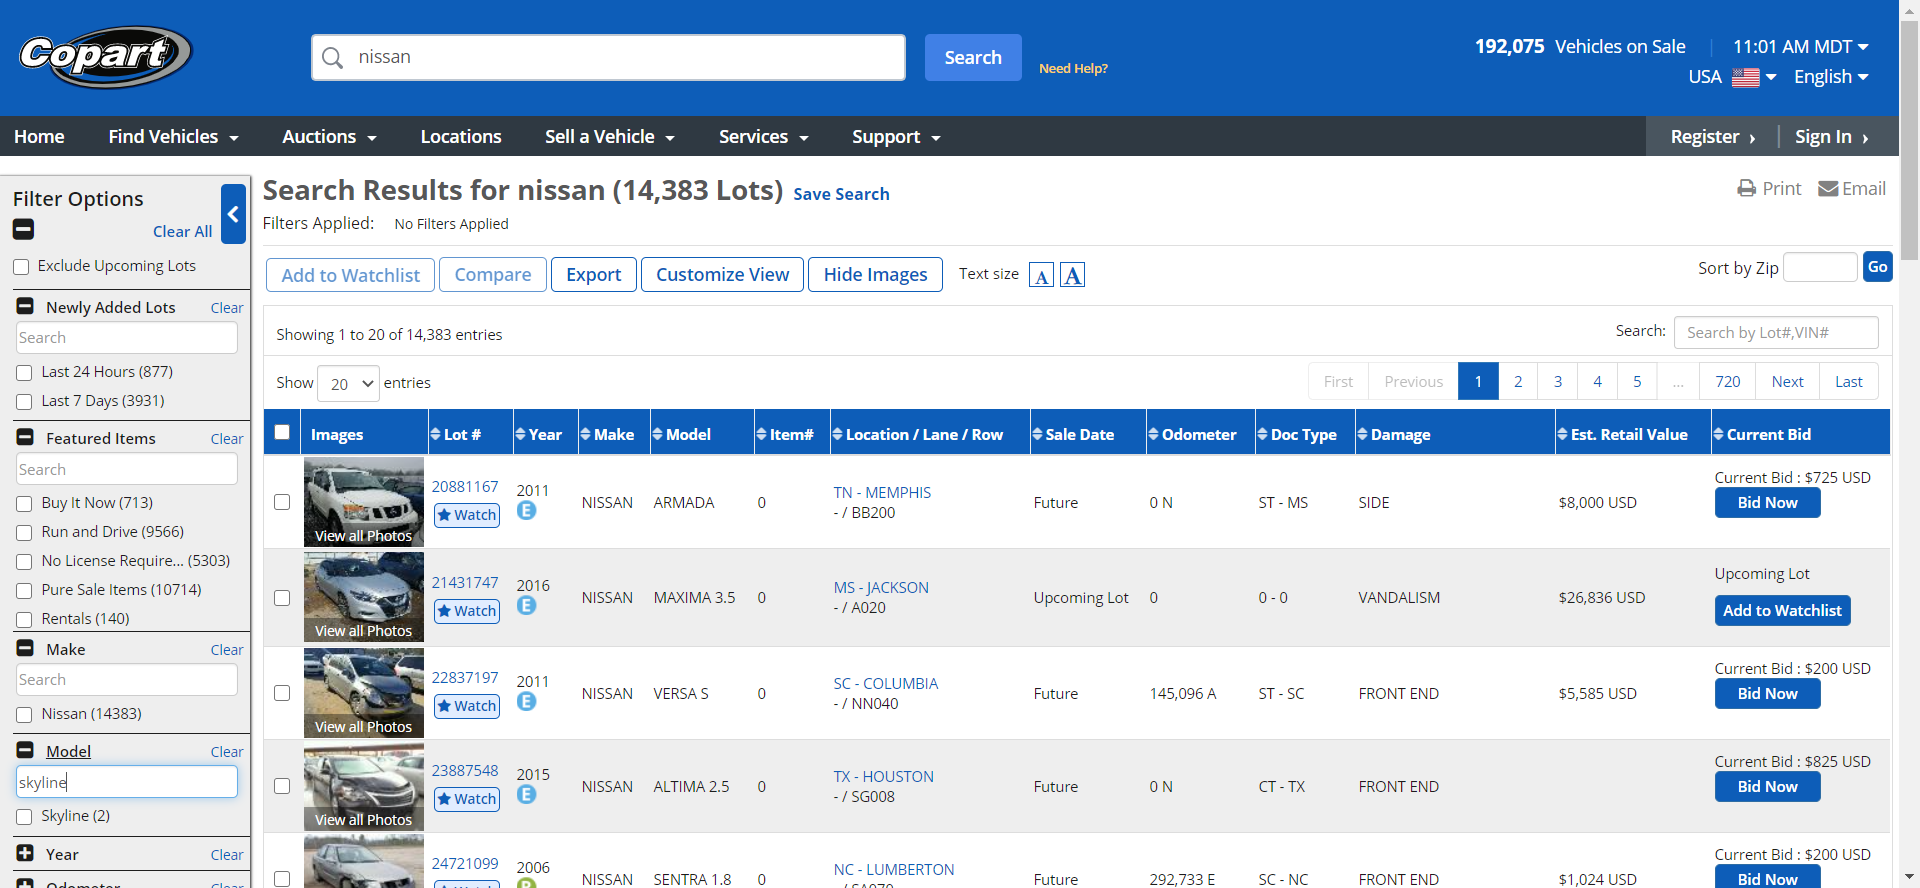 Copart
nissan
Search
Need Help?
192,075 Vehicles on Sale
11:01 AM MDT
USA
English
Home
Find Vehicles
Auctions
Locations
Sell a Vehicle
Services
Support
Register ›
Sign In ›
Filter Options
Clear All
Exclude Upcoming Lots
Newly Added Lots Clear
Search
Last 24 Hours (877)
Last 7 Days (3931)
Featured Items Clear
Search
Buy It Now (713)
Run and Drive (9566)
No License Require... (5303)
Pure Sale Items (10714)
Rentals (140)
Make Clear
Search
Nissan (14383)
Model Clear
skyline
Skyline (2)
Year Clear
Odometer Clear
Search Results for nissan (14,383 Lots) Save Search
Print Email
Filters Applied: No Filters Applied
Add to Watchlist Compare Export Customize View Hide Images Text size A A
Sort by Zip Go
Showing 1 to 20 of 14,383 entries
Search: Search by Lot#,VIN#
Show 20 entries
First Previous 1 2 3 4 5 ... 720 Next Last
Images Lot # Year Make Model Item# Location / Lane / Row Sale Date Odometer Doc Type Damage Est. Retail Value Current Bid
View all Photos
20881167
Watch
2011
E
NISSAN ARMADA 0
TN - MEMPHIS
- / BB200
Future 0 N ST - MS SIDE $8,000 USD
Current Bid : $725 USD
Bid Now
View all Photos
21431747
Watch
2016
E
NISSAN MAXIMA 3.5 0
MS - JACKSON
- / A020
Upcoming Lot 0 0 - 0 VANDALISM $26,836 USD
Upcoming Lot
Add to Watchlist
View all Photos
22837197
Watch
2011
E
NISSAN VERSA S 0
SC - COLUMBIA
- / NN040
Future 145,096 A ST - SC FRONT END $5,585 USD
Current Bid : $200 USD
Bid Now
View all Photos
23887548
Watch
2015
E
NISSAN ALTIMA 2.5 0
TX - HOUSTON
- / SG008
Future 0 N CT - TX FRONT END
Current Bid : $825 USD
Bid Now
24721099
2006
NISSAN SENTRA 1.8 0
NC - LUMBERTON
- / SA070
Future 292,733 E SC - NC FRONT END $1,024 USD
Current Bid : $200 USD
Bid Now